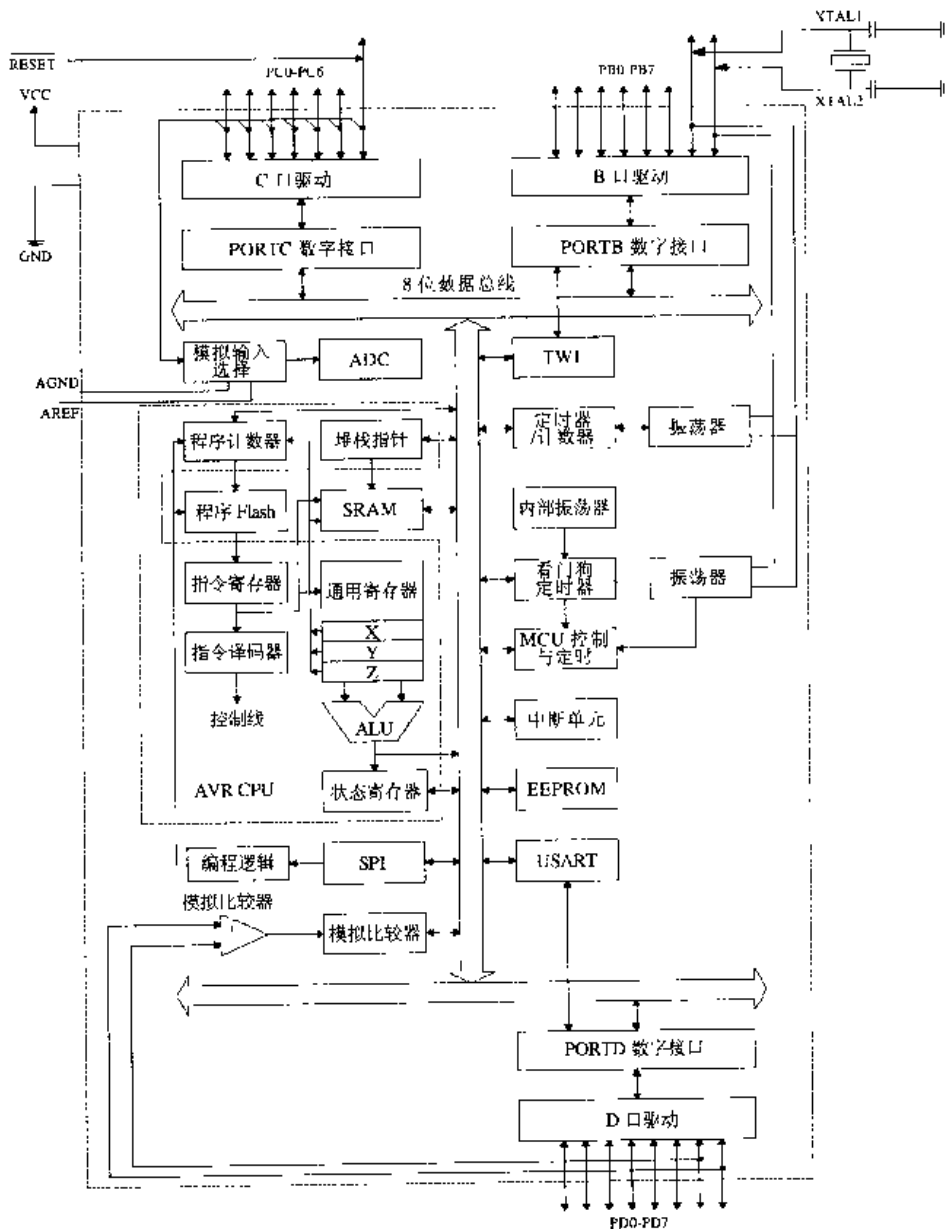 XTAL1
RESET
PC0-PC6
PB0-PB7
VCC
XTAL2
C 口驱动
B 口驱动
PORTC 数字接口
PORTB 数字接口
GND
8 位数据总线
模拟输入
选择
ADC
TWI
AGND
AREF
程序计数器
堆栈指针
定时器
/计数器
振荡器
程序 Flash
SRAM
内部振荡器
指令寄存器
通用寄存器
看门狗
定时器
振荡器
指令译码器
X
Y
Z
MCU 控制
与定时
控制线
ALU
中断单元
AVR CPU
状态寄存器
EEPROM
编程逻辑
SPI
USART
模拟比较器
模拟比较器
PORTD 数字接口
D 口驱动
PD0-PD7